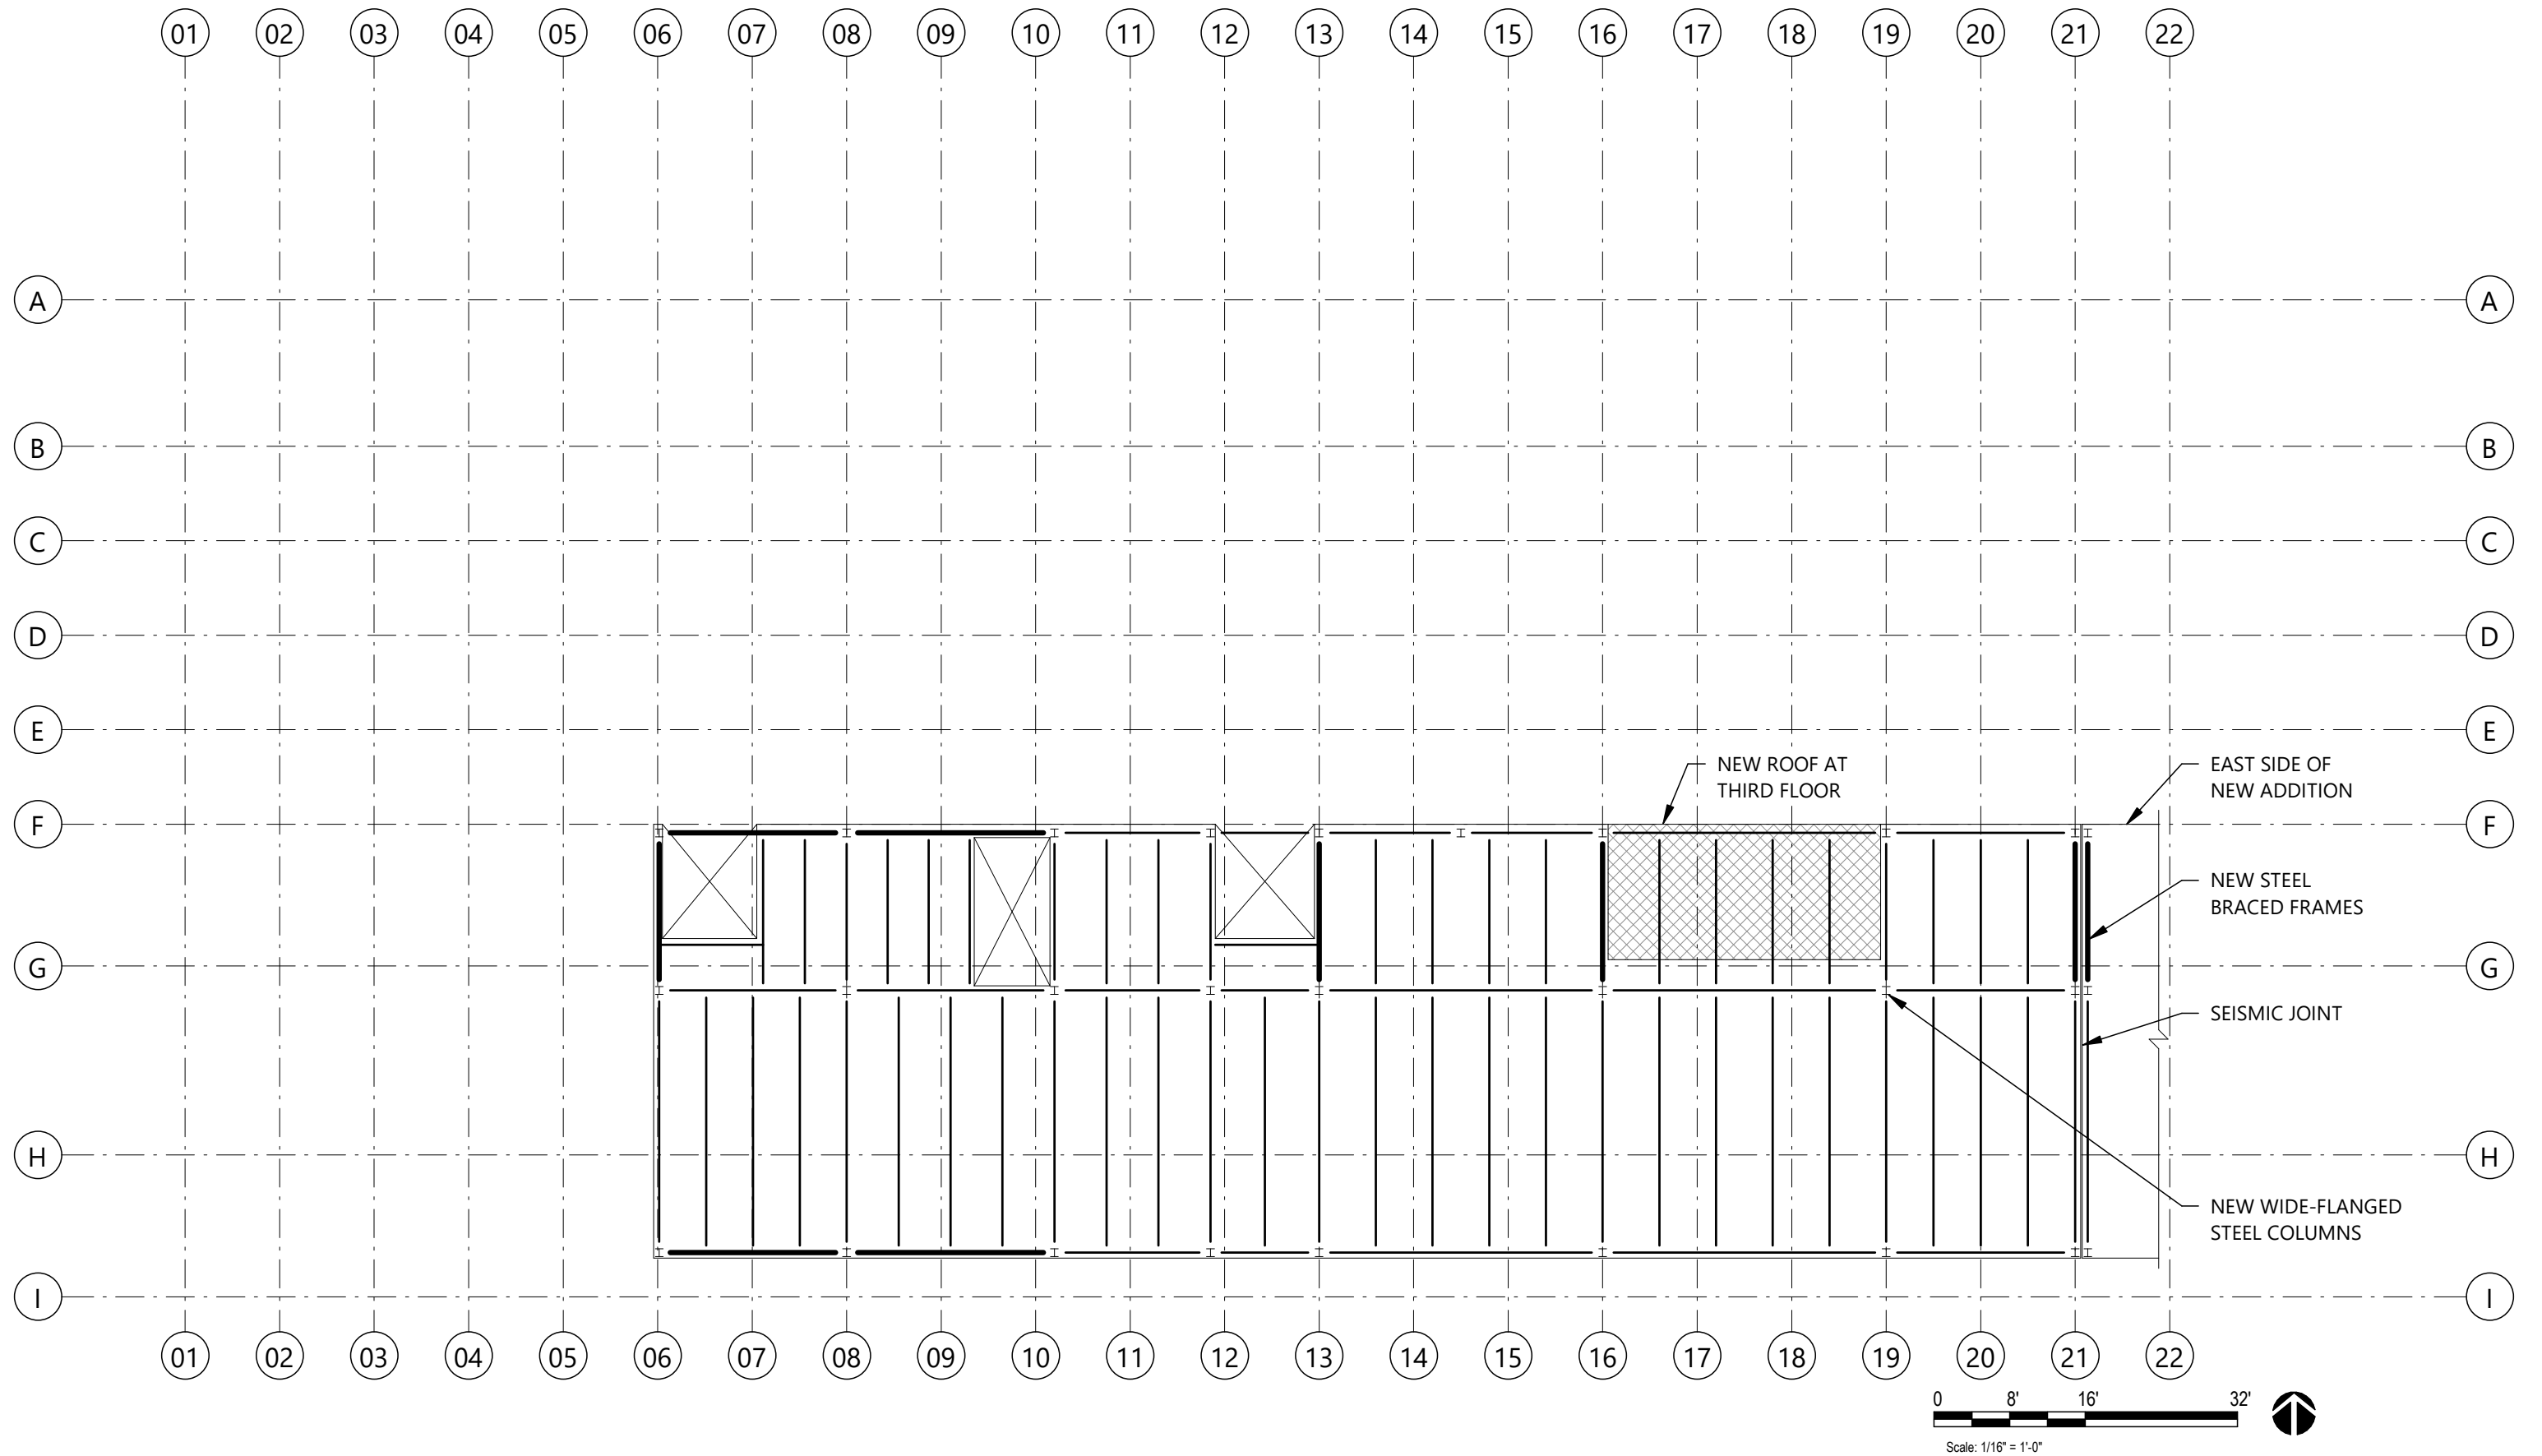 01 02 03 04 05 06 07 08 09 10 11 12 13 14 15 16 17 18 19 20 21 22
A A
B B
C C
D D
E E
NEW ROOF AT
THIRD FLOOR
EAST SIDE OF
NEW ADDITION
F F
NEW STEEL
BRACED FRAMES
G G
SEISMIC JOINT
H H
NEW WIDE-FLANGED
STEEL COLUMNS
I I
01 02 03 04 05 06 07 08 09 10 11 12 13 14 15 16 17 18 19 20 21 22
0 8' 16' 32'
Scale: 1/16" = 1'-0"